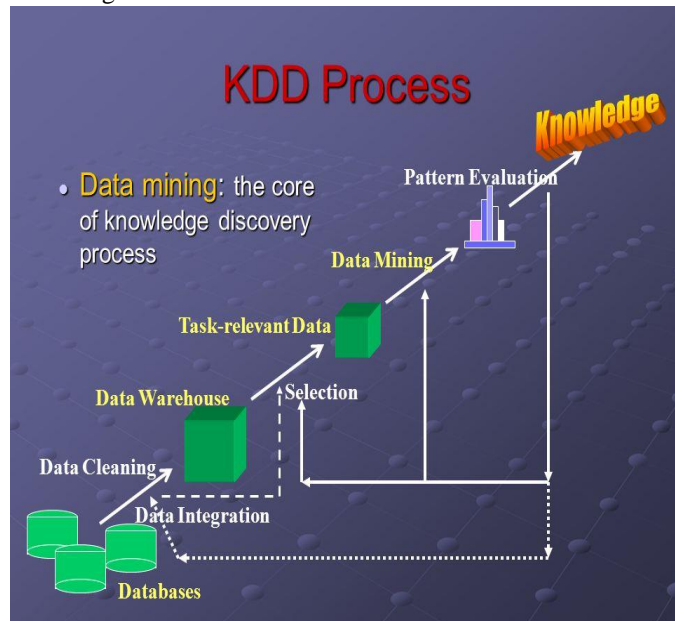 KDD Process
Knowledge
Data mining: the core
of knowledge discovery
process
Pattern Evaluation
Data Mining
Task-relevant Data
Selection
Data Warehouse
Data Cleaning
Data Integration
Databases